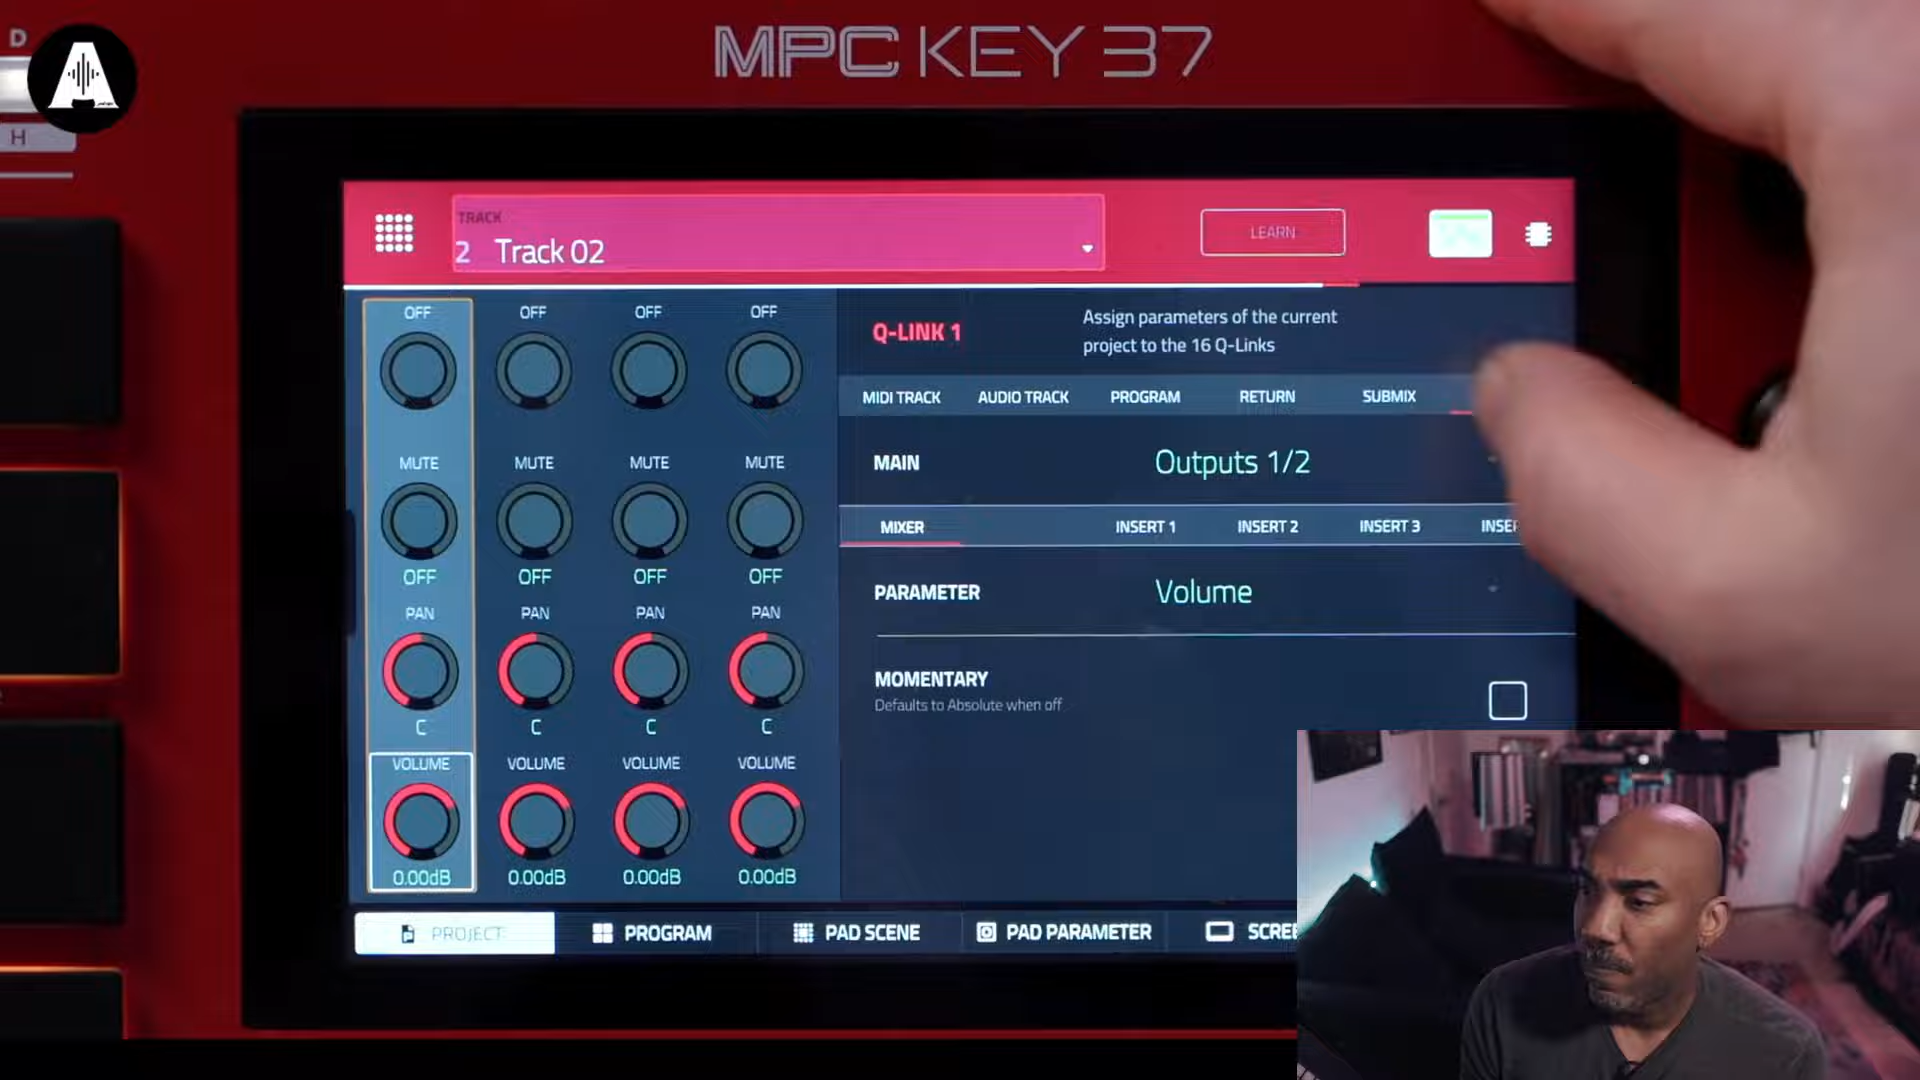 D
A
H
MPC KEY 37
TRACK
2 Track 02
LEARN
OFF OFF OFF OFF
Q-LINK 1
Assign parameters of the current
project to the 16 Q-Links
MIDI TRACK AUDIO TRACK PROGRAM RETURN SUBMIX
MUTE MUTE MUTE MUTE
MAIN Outputs 1/2
MIXER INSERT 1 INSERT 2 INSERT 3
OFF OFF OFF OFF
PARAMETER Volume
PAN PAN PAN PAN
MOMENTARY
Defaults to Absolute when off
C C C C
VOLUME VOLUME VOLUME VOLUME
0.00dB 0.00dB 0.00dB 0.00dB
PROJECT PROGRAM PAD SCENE PAD PARAMETER